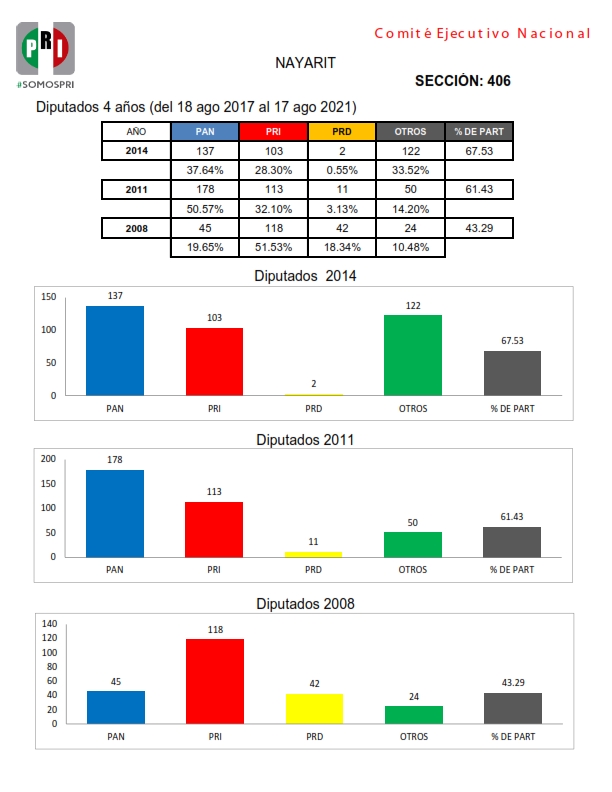 Comité Ejecutivo Nacional
PRI
#SOMOSPRI
NAYARIT
SECCIÓN: 406
Diputados 4 años (del 18 ago 2017 al 17 ago 2021)
AÑO PAN PRI PRD OTROS % DE PART
2014 137 103 2 122 67.53
37.64% 28.30% 0.55% 33.52%
2011 178 113 11 50 61.43
50.57% 32.10% 3.13% 14.20%
2008 45 118 42 24 43.29
19.65% 51.53% 18.34% 10.48%
Diputados 2014
150
100
50
0
137
103
2
122
67.53
PAN PRI PRD OTROS % DE PART
Diputados 2011
200
150
100
50
0
178
113
11
50
61.43
PAN PRI PRD OTROS % DE PART
Diputados 2008
140
120
100
80
60
40
20
0
45
118
42
24
43.29
PAN PRI PRD OTROS % DE PART